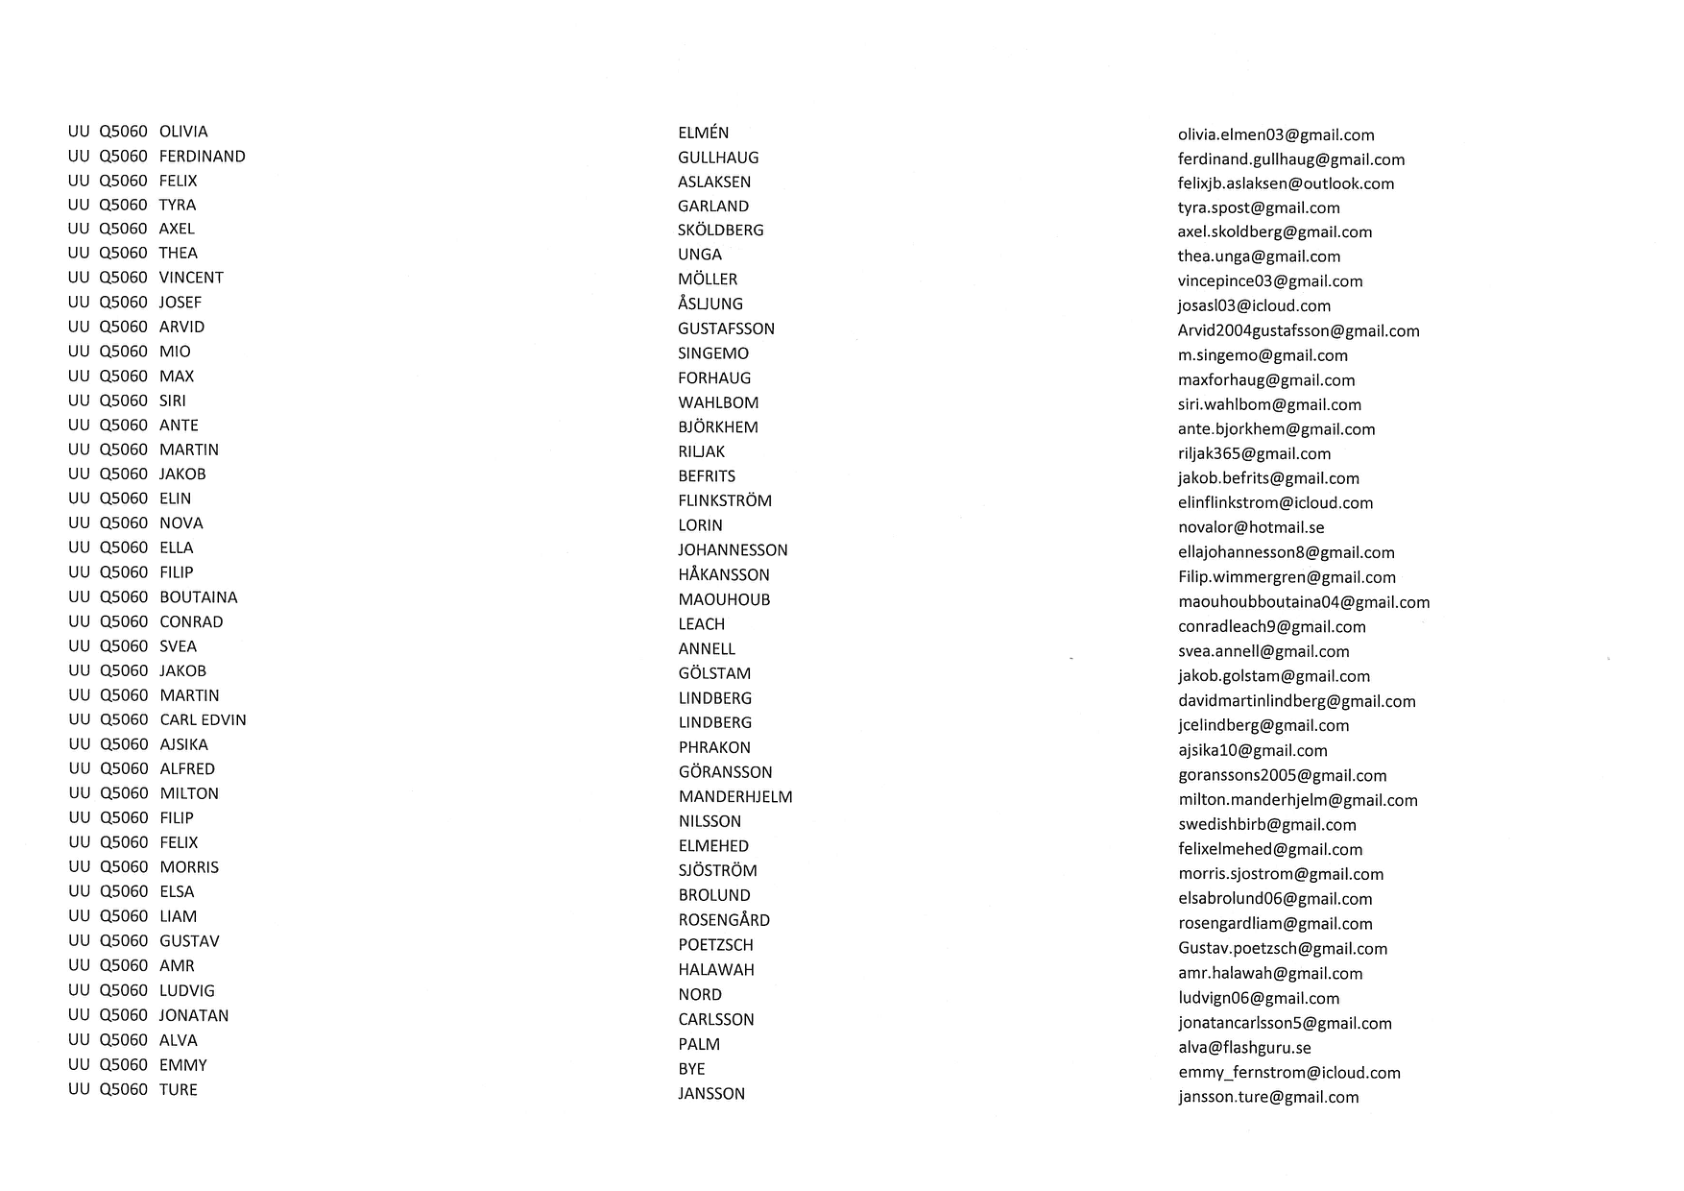 UU Q5060 OLIVIA ELMÉN olivia.elmen03@gmail.com
UU Q5060 FERDINAND GULLHAUG ferdinand.gullhaug@gmail.com
UU Q5060 FELIX ASLAKSEN felixjb.aslaksen@outlook.com
UU Q5060 TYRA GARLAND tyra.spost@gmail.com
UU Q5060 AXEL SKÖLDBERG axel.skoldberg@gmail.com
UU Q5060 THEA UNGA thea.unga@gmail.com
UU Q5060 VINCENT MÖLLER vincepince03@gmail.com
UU Q5060 JOSEF ÅSLJUNG josasl03@icloud.com
UU Q5060 ARVID GUSTAFSSON Arvid2004gustafsson@gmail.com
UU Q5060 MIO SINGEMO m.singemo@gmail.com
UU Q5060 MAX FORHAUG maxforhaug@gmail.com
UU Q5060 SIRI WAHLBOM siri.wahlbom@gmail.com
UU Q5060 ANTE BJÖRKHEM ante.bjorkhem@gmail.com
UU Q5060 MARTIN RILJAK riljak365@gmail.com
UU Q5060 JAKOB BEFRITS jakob.befrits@gmail.com
UU Q5060 ELIN FLINKSTRÖM elinflinkstrom@icloud.com
UU Q5060 NOVA LORIN novalor@hotmail.se
UU Q5060 ELLA JOHANNESSON ellajohannesson8@gmail.com
UU Q5060 FILIP HÅKANSSON Filip.wimmergren@gmail.com
UU Q5060 BOUTAINA MAOUHOUB maouhoubboutaina04@gmail.com
UU Q5060 CONRAD LEACH conradleach9@gmail.com
UU Q5060 SVEA ANNELL svea.annell@gmail.com
UU Q5060 JAKOB GÖLSTAM jakob.golstam@gmail.com
UU Q5060 MARTIN LINDBERG davidmartinlindberg@gmail.com
UU Q5060 CARL EDVIN LINDBERG jcelindberg@gmail.com
UU Q5060 AJSIKA PHRAKON ajsika10@gmail.com
UU Q5060 ALFRED GÖRANSSON goranssons2005@gmail.com
UU Q5060 MILTON MANDERHJELM milton.manderhjelm@gmail.com
UU Q5060 FILIP NILSSON swedishbirb@gmail.com
UU Q5060 FELIX ELMEHED felixelmehed@gmail.com
UU Q5060 MORRIS SJÖSTRÖM morris.sjostrom@gmail.com
UU Q5060 ELSA BROLUND elsabrolund06@gmail.com
UU Q5060 LIAM ROSENGÅRD rosengardliam@gmail.com
UU Q5060 GUSTAV POETZSCH Gustav.poetzsch@gmail.com
UU Q5060 AMR HALAWAH amr.halawah@gmail.com
UU Q5060 LUDVIG NORD ludvign06@gmail.com
UU Q5060 JONATAN CARLSSON jonatancarlsson5@gmail.com
UU Q5060 ALVA PALM alva@flashguru.se
UU Q5060 EMMY BYE emmy_fernstrom@icloud.com
UU Q5060 TURE JANSSON jansson.ture@gmail.com